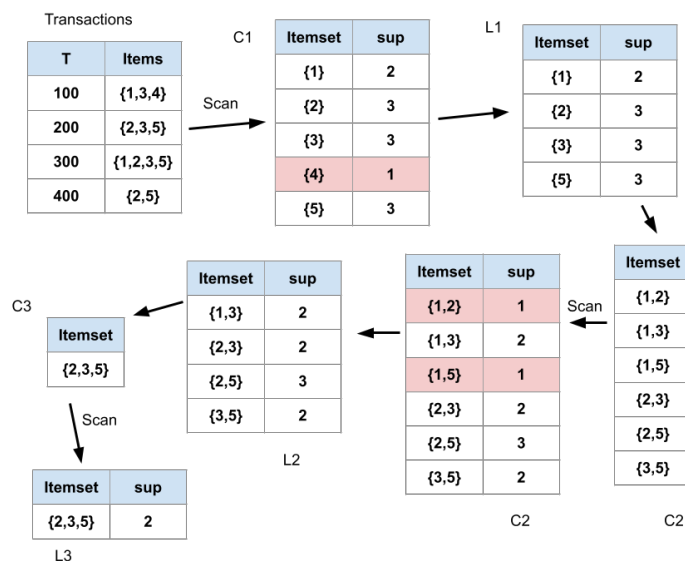 Transactions
T Items
100 {1,3,4}
200 {2,3,5}
300 {1,2,3,5}
400 {2,5}
Scan
C1
Itemset sup
{1} 2
{2} 3
{3} 3
{4} 1
{5} 3
L1
Itemset sup
{1} 2
{2} 3
{3} 3
{5} 3
Itemset
{1,2}
{1,3}
{1,5}
{2,3}
{2,5}
{3,5}
C2
Scan
Itemset sup
{1,2} 1
{1,3} 2
{1,5} 1
{2,3} 2
{2,5} 3
{3,5} 2
C2
Itemset sup
{1,3} 2
{2,3} 2
{2,5} 3
{3,5} 2
L2
C3
Itemset
{2,3,5}
Scan
Itemset sup
{2,3,5} 2
L3